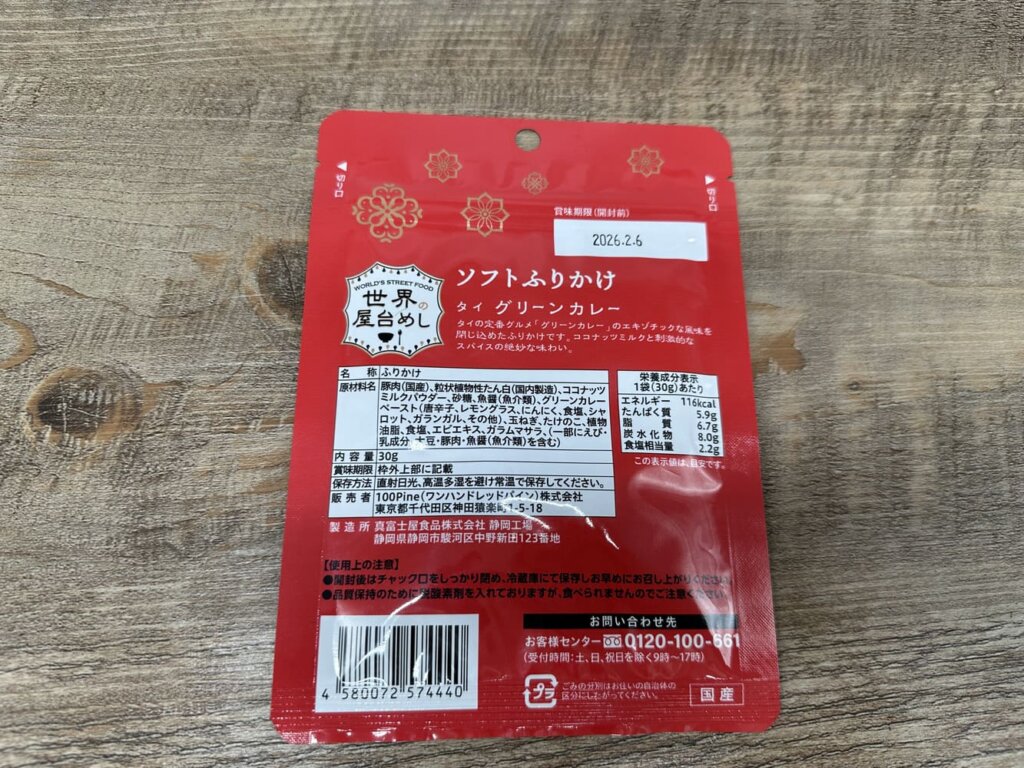 切り口
切り口
賞味期限(開封前)
2026.2.6
WORLD'S STREET FOOD
世界の
屋台めし
ソフトふりかけ
タイ グリーンカレー
タイの定番グルメ「グリーンカレー」のエキゾチックな風味を
閉じ込めたふりかけです。ココナッツミルクと刺激的な
スパイスの絶妙な味わい。
名称 ふりかけ
原材料名 豚肉(国産)、粒状植物性たん白(国内製造)、ココナッツ
ミルクパウダー、砂糖、魚醤(魚介類)、グリーンカレー
ペースト(唐辛子、レモングラス、にんにく、食塩、シャ
ロット、ガランガル、その他)、玉ねぎ、たけのこ、植物
油脂、食塩、エビエキス、ガラムマサラ、(一部にえび・
乳成分・大豆・豚肉・魚醤(魚介類)を含む)
内容量 30g
賞味期限 枠外上部に記載
保存方法 直射日光、高温多湿を避け常温で保存してください。
販売者 100Pine(ワンハンドレッドパイン)株式会社
東京都千代田区神田猿楽町1-5-18
製造所 真富士屋食品株式会社 静岡工場
静岡県静岡市駿河区中野新田123番地
栄養成分表示
1袋(30g)あたり
エネルギー 116kcal
たんぱく質 5.9g
脂質 6.7g
炭水化物 8.0g
食塩相当量 2.2g
この表示値は、目安です。
【使用上の注意】
●開封後はチャック口をしっかり閉め、冷蔵庫にて保存しお早めにお召し上がりください。
●品質保持のために脱酸素剤を入れておりますが、食べられませんのでご注意ください。
お問い合わせ先
お客様センター 0120-100-661
(受付時間:土、日、祝日を除く9時〜17時)
プラ
ごみの分別はお住いの自治体の
区分にしたがってください。
国産
4 580072 574440